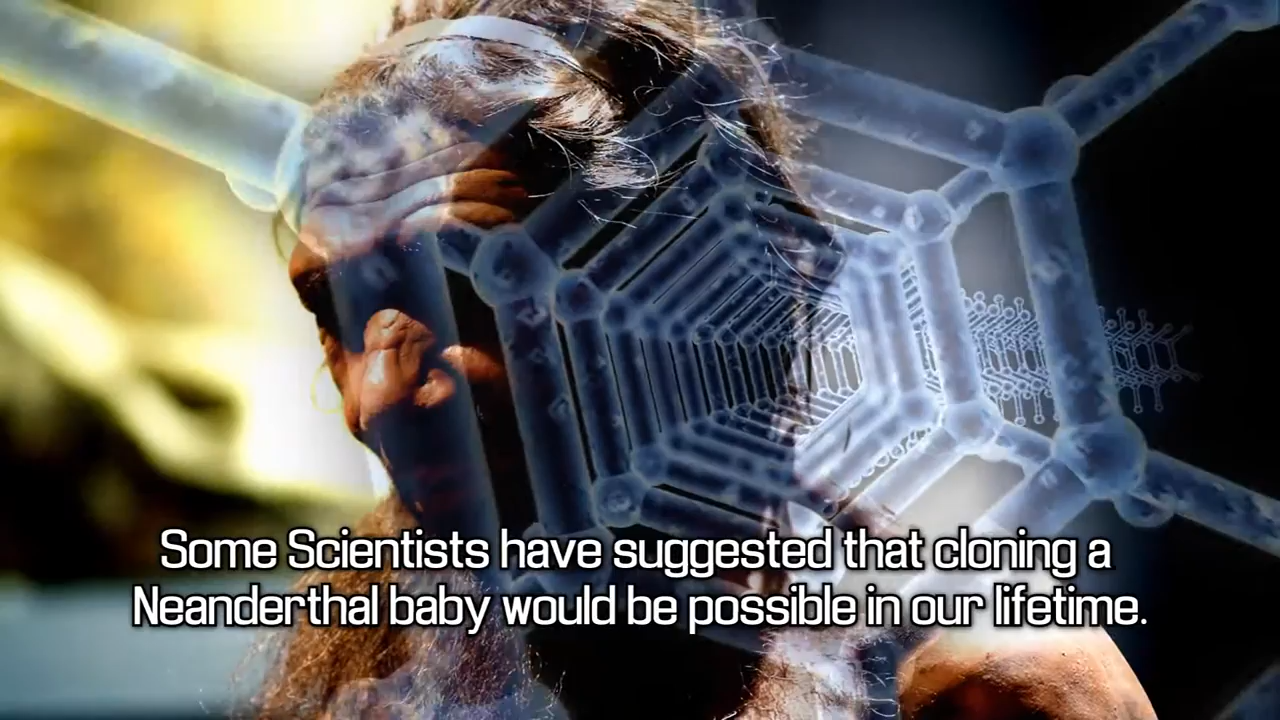 Some Scientists have suggested that cloning a
Neanderthal baby would be possible in our lifetime.